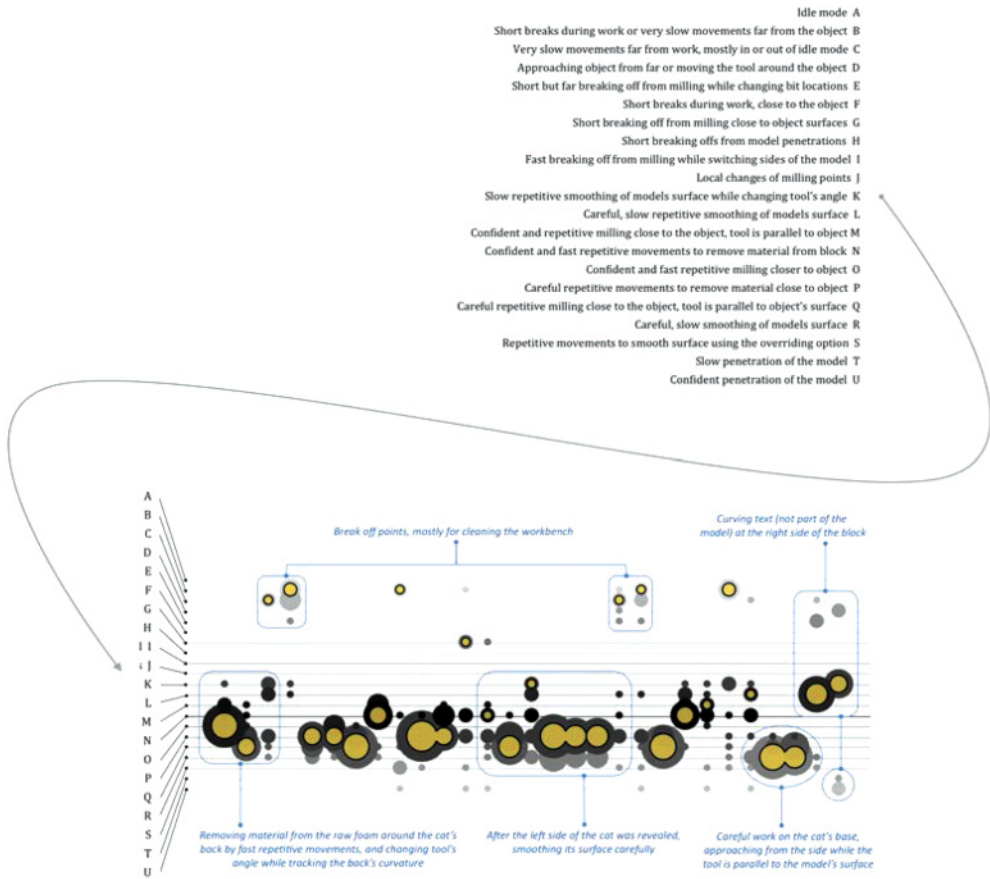 Idle mode A
Short breaks during work or very slow movements far from the object B
Very slow movements far from work, mostly in or out of idle mode C
Approaching object from far or moving the tool around the object D
Short but far breaking off from milling while changing bit locations E
Short breaks during work, close to the object F
Short breaking off from milling close to object surfaces G
Short breaking offs from model penetrations H
Fast breaking off from milling while switching sides of the model I
Local changes of milling points J
Slow repetitive smoothing of models surface while changing tool's angle K
Careful, slow repetitive smoothing of models surface L
Confident and repetitive milling close to the object, tool is parallel to object M
Confident and fast repetitive movements to remove material from block N
Confident and fast repetitive milling closer to object O
Careful repetitive movements to remove material close to object P
Careful repetitive milling close to the object, tool is parallel to object's surface Q
Careful, slow smoothing of models surface R
Repetitive movements to smooth surface using the overriding option S
Slow penetration of the model T
Confident penetration of the model U
A
B
C
D
E
F
G
H
I
J
K
L
M
N
O
P
Q
R
S
T
U
Break off points, mostly for cleaning the workbench
Curving text (not part of the
model) at the right side of the block
Removing material from the raw foam around the cat's
back by fast repetitive movements, and changing tool's
angle while tracking the back's curvature
After the left side of the cat was revealed,
smoothing its surface carefully
Careful work on the cat's base,
approaching from the side while the
tool is parallel to the model's surface